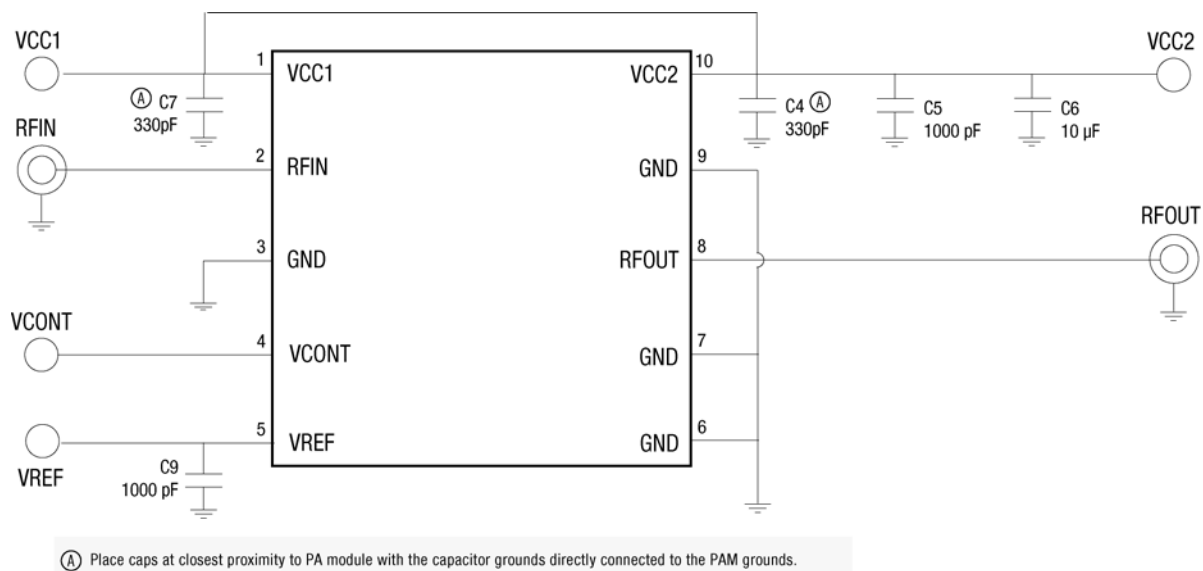 VCC1
VCC2
1
10
VCC1
VCC2
Ⓐ C7
330pF
C4 Ⓐ
330pF
C5
1000 pF
C6
10 µF
RFIN
2
RFIN
9
GND
RFOUT
3
GND
8
RFOUT
VCONT
4
VCONT
7
GND
5
VREF
6
GND
VREF
C9
1000 pF
Ⓐ Place caps at closest proximity to PA module with the capacitor grounds directly connected to the PAM grounds.